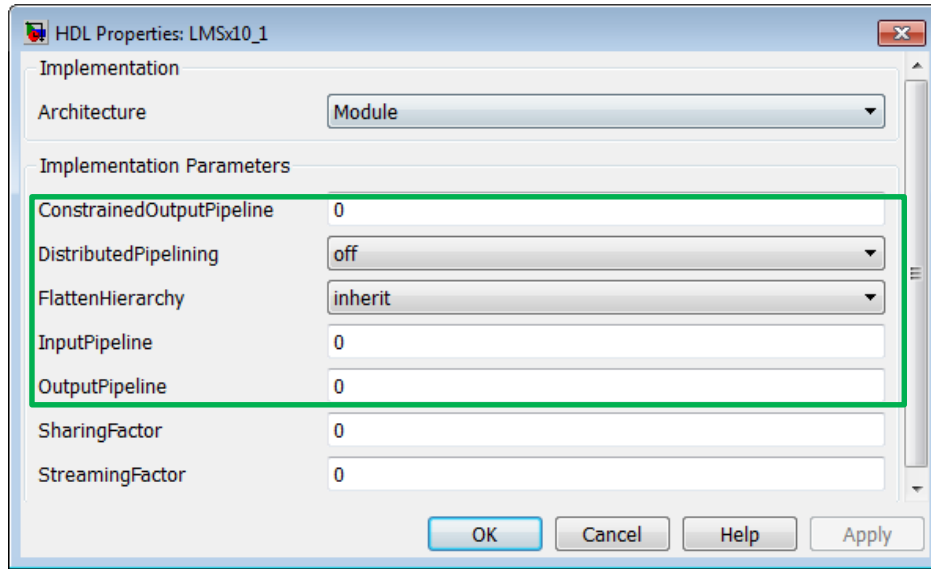 HDL Properties: LMSx10_1
Implementation
Architecture Module
Implementation Parameters
ConstrainedOutputPipeline 0
DistributedPipelining off
FlattenHierarchy inherit
InputPipeline 0
OutputPipeline 0
SharingFactor 0
StreamingFactor 0
OK Cancel Help Apply